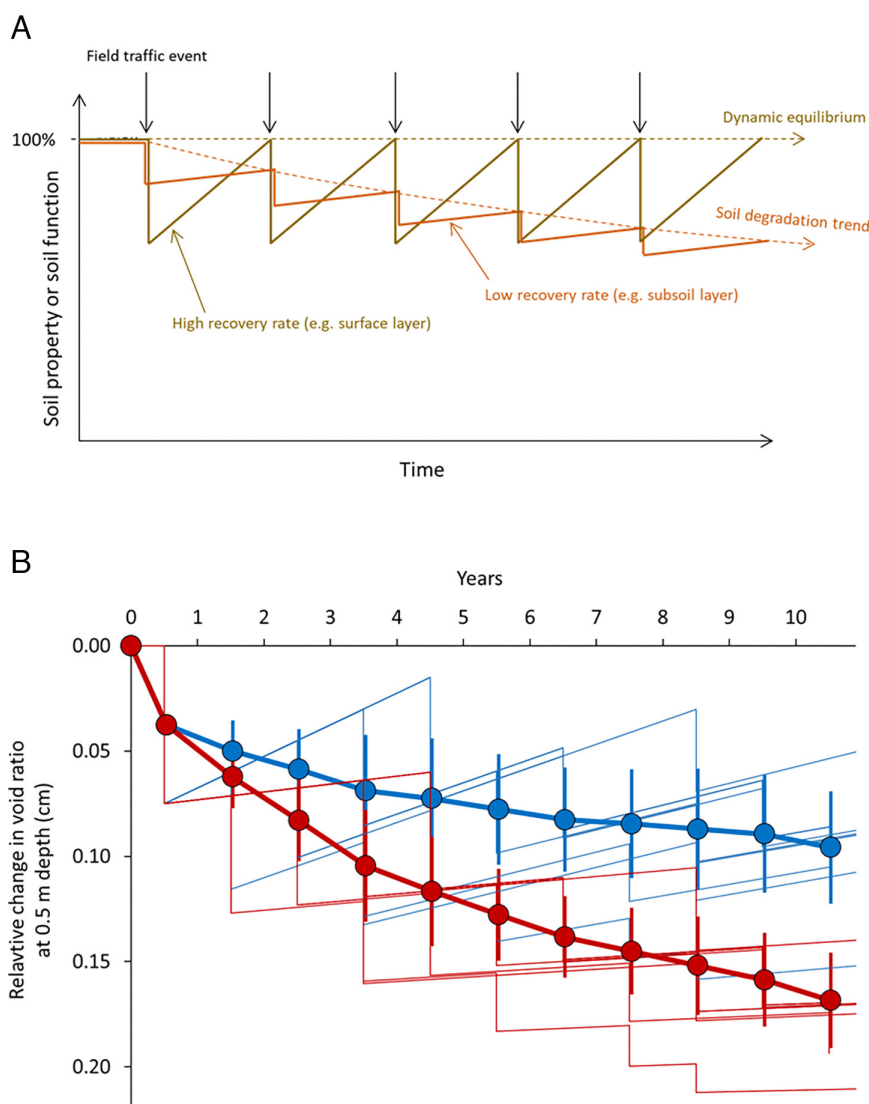 A
Field traffic event
100%
Dynamic equilibrium
Soil degradation trend
Low recovery rate (e.g. subsoil layer)
High recovery rate (e.g. surface layer)
Soil property or soil function
Time
B
Years
0 1 2 3 4 5 6 7 8 9 10
0.00
0.05
0.10
0.15
0.20
Relavtive change in void ratio
at 0.5 m depth (cm)